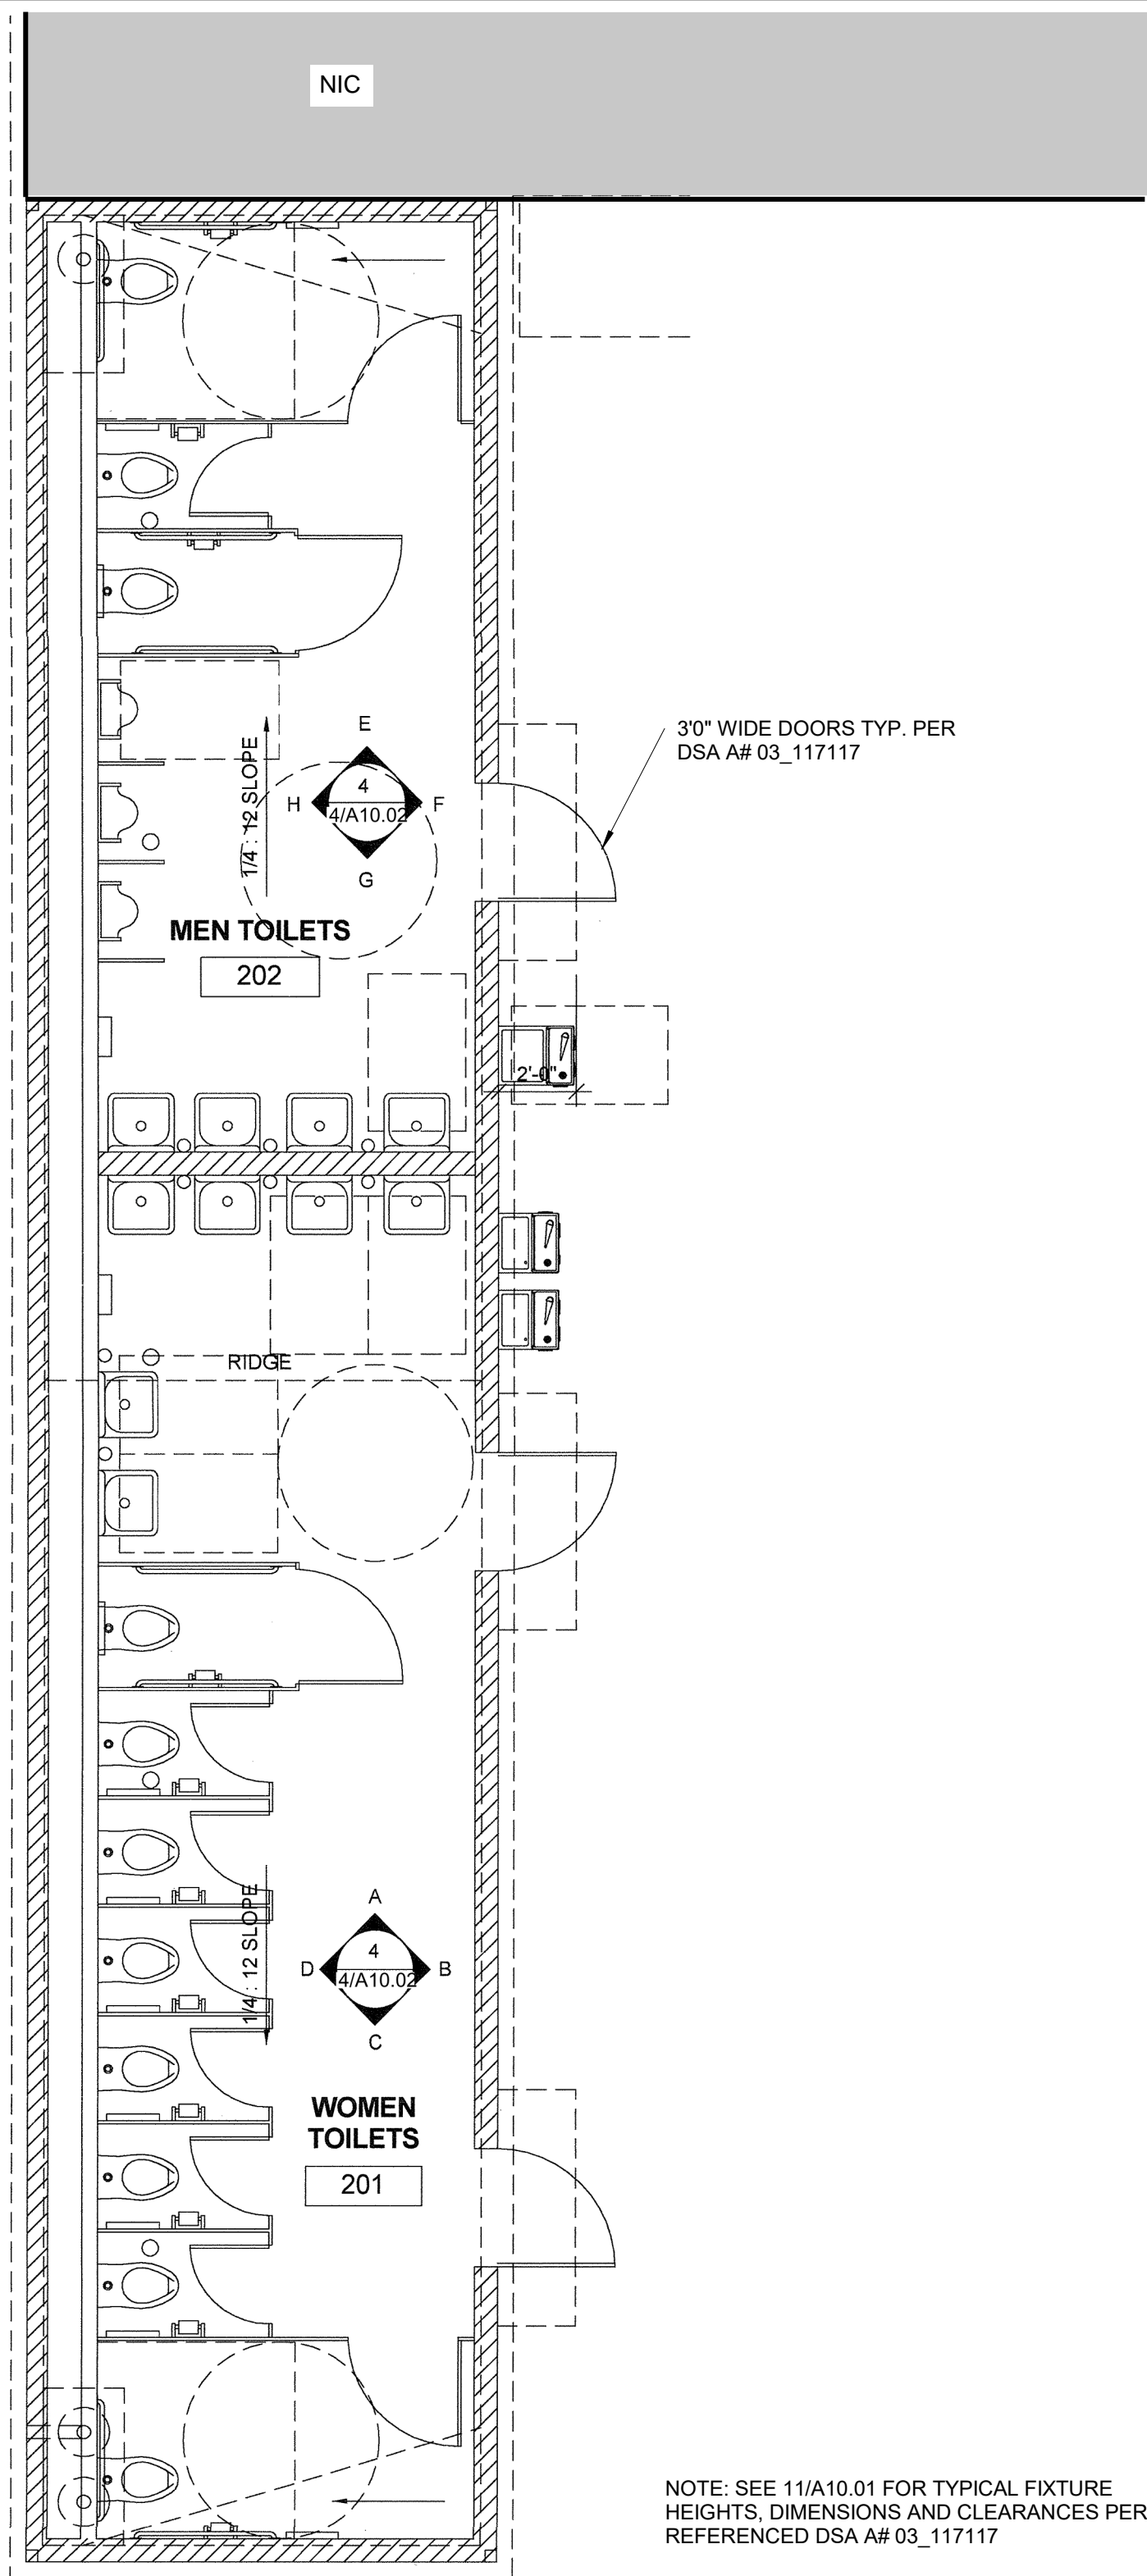 NIC
3'0" WIDE DOORS TYP. PER
DSA A# 03_117117
1/4 : 12 SLOPE
E
H
4
F
4/A10.02
G
MEN TOILETS
202
2'-0"
RIDGE
1/4 : 12 SLOPE
A
D
4
B
4/A10.02
C
WOMEN
TOILETS
201
NOTE: SEE 11/A10.01 FOR TYPICAL FIXTURE
HEIGHTS, DIMENSIONS AND CLEARANCES PER
REFERENCED DSA A# 03_117117